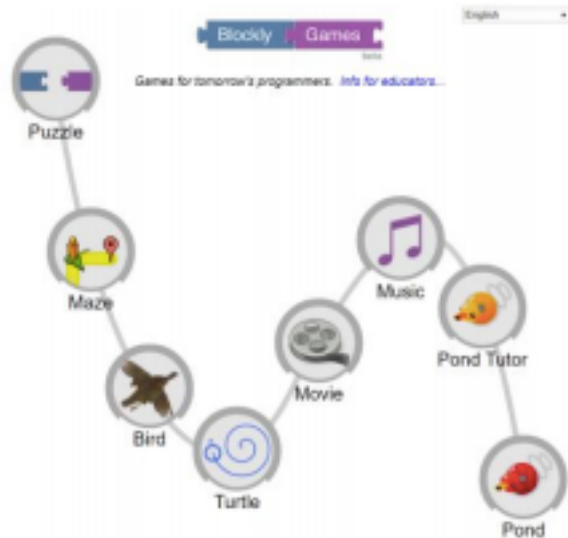 English
Blockly Games
beta
Games for tomorrow's programmers. Info for educators...
Puzzle
Maze
Bird
Turtle
Movie
Music
Pond Tutor
Pond